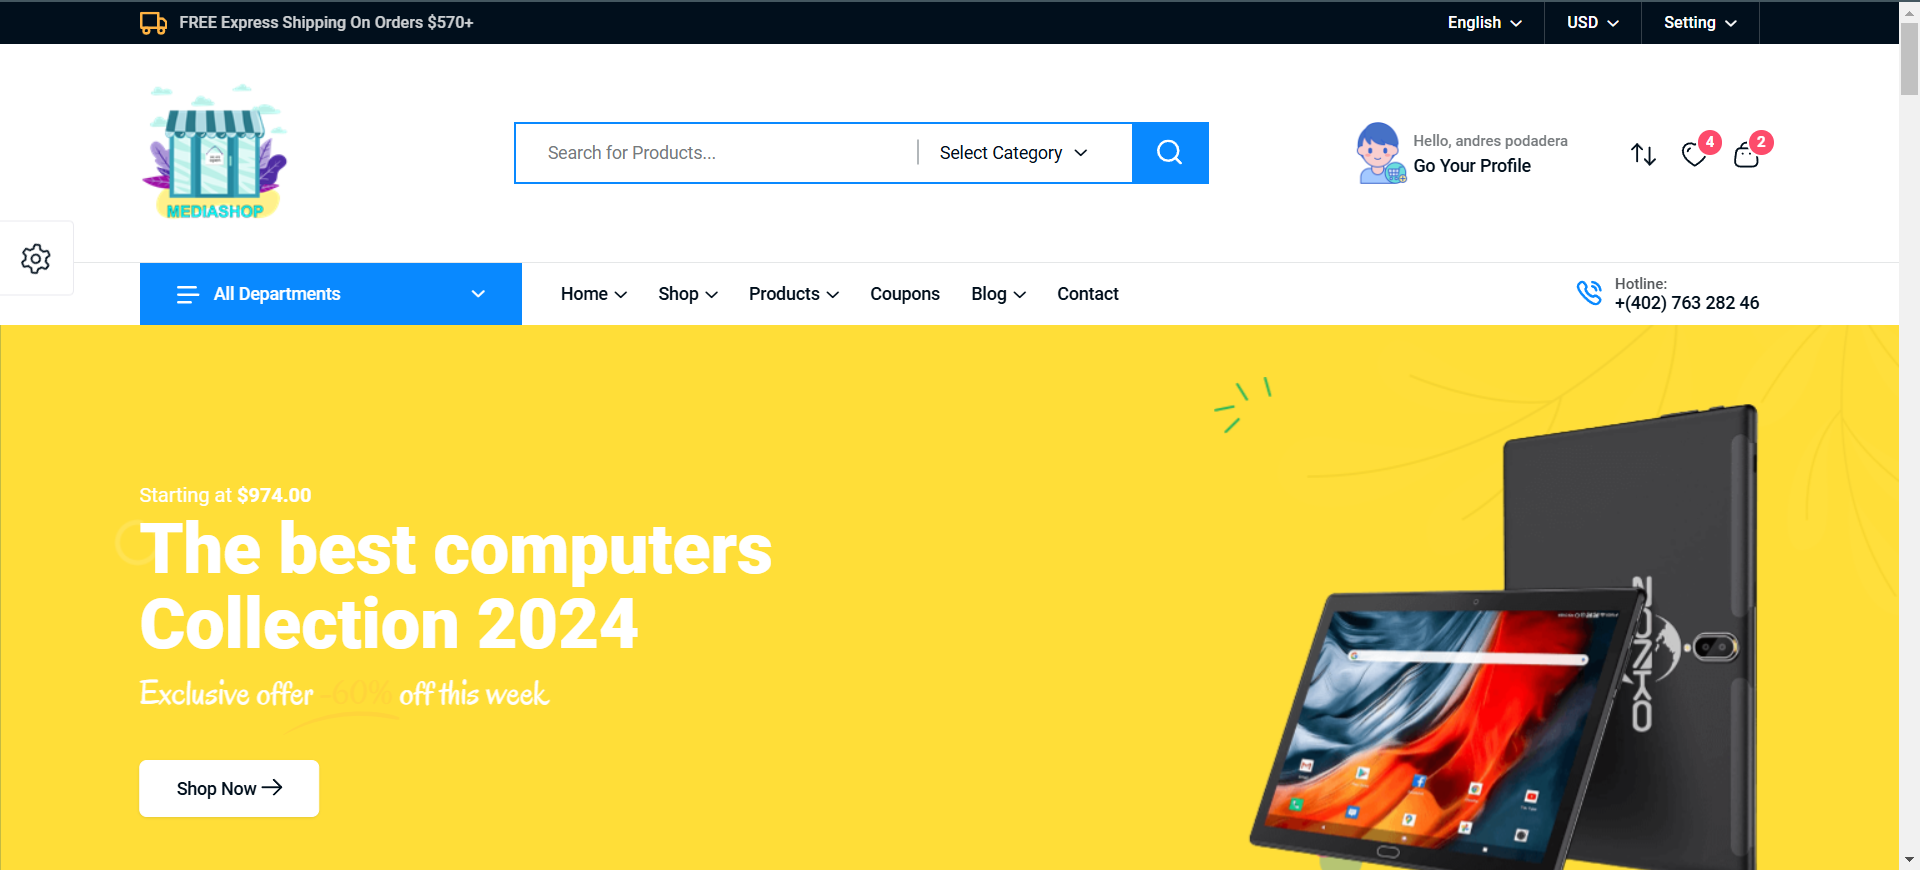 FREE Express Shipping On Orders $570+
English
USD
Setting
MEDIASHOP
Search for Products...
Select Category
Hello, andres podadera
Go Your Profile
4
2
All Departments
Home
Shop
Products
Coupons
Blog
Contact
Hotline:
+(402) 763 282 46
Starting at $974.00
The best computers
Collection 2024
Exclusive offer -60% off this week
Shop Now
ZONKO